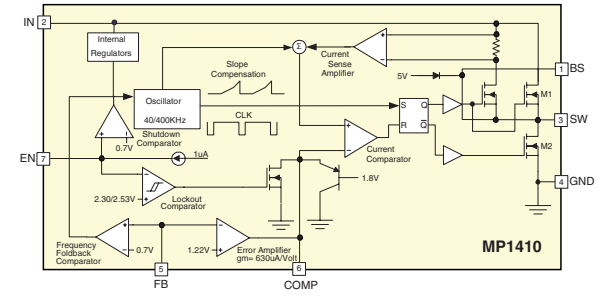 IN 2
Internal
Regulators
Σ
Current
Sense
Amplifier
Slope
Compensation
5V
1 BS
Oscillator
40/400KHz
CLK
S Q
R Q
M1
3 SW
Shutdown
Comparator
0.7V
Current
Comparator
M2
EN 7
1uA
1.8V
4 GND
2.30/2.53V
Lockout
Comparator
Frequency
Foldback
Comparator
0.7V
1.22V
Error Amplifier
gm= 630uA/Volt
MP1410
5
FB
6
COMP